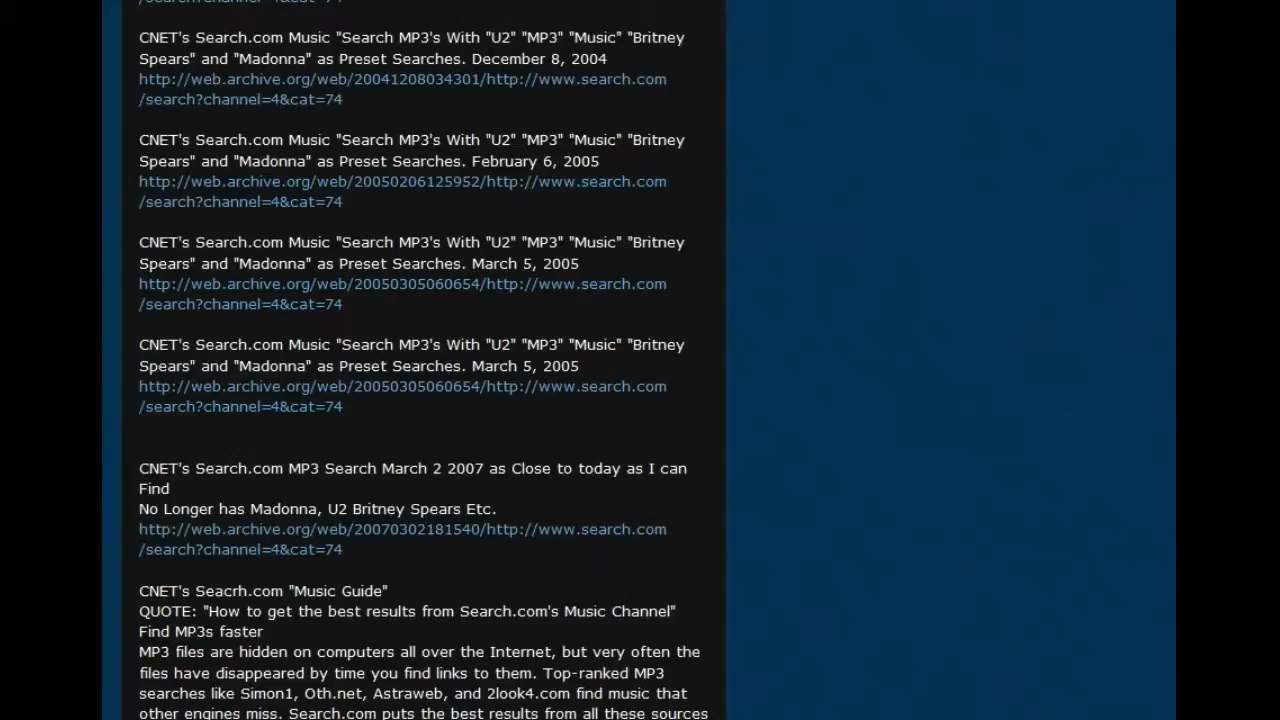 /search?channel=4&cat=74
CNET's Search.com Music "Search MP3's With "U2" "MP3" "Music" "Britney
Spears" and "Madonna" as Preset Searches. December 8, 2004
http://web.archive.org/web/20041208034301/http://www.search.com
/search?channel=4&cat=74
CNET's Search.com Music "Search MP3's With "U2" "MP3" "Music" "Britney
Spears" and "Madonna" as Preset Searches. February 6, 2005
http://web.archive.org/web/20050206125952/http://www.search.com
/search?channel=4&cat=74
CNET's Search.com Music "Search MP3's With "U2" "MP3" "Music" "Britney
Spears" and "Madonna" as Preset Searches. March 5, 2005
http://web.archive.org/web/20050305060654/http://www.search.com
/search?channel=4&cat=74
CNET's Search.com Music "Search MP3's With "U2" "MP3" "Music" "Britney
Spears" and "Madonna" as Preset Searches. March 5, 2005
http://web.archive.org/web/20050305060654/http://www.search.com
/search?channel=4&cat=74
CNET's Search.com MP3 Search March 2 2007 as Close to today as I can
Find
No Longer has Madonna, U2 Britney Spears Etc.
http://web.archive.org/web/20070302181540/http://www.search.com
/search?channel=4&cat=74
CNET's Seacrh.com "Music Guide"
QUOTE: "How to get the best results from Search.com's Music Channel"
Find MP3s faster
MP3 files are hidden on computers all over the Internet, but very often the
files have disappeared by time you find links to them. Top-ranked MP3
searches like Simon1, Oth.net, Astraweb, and 2look4.com find music that
other engines miss. Search.com puts the best results from all these sources